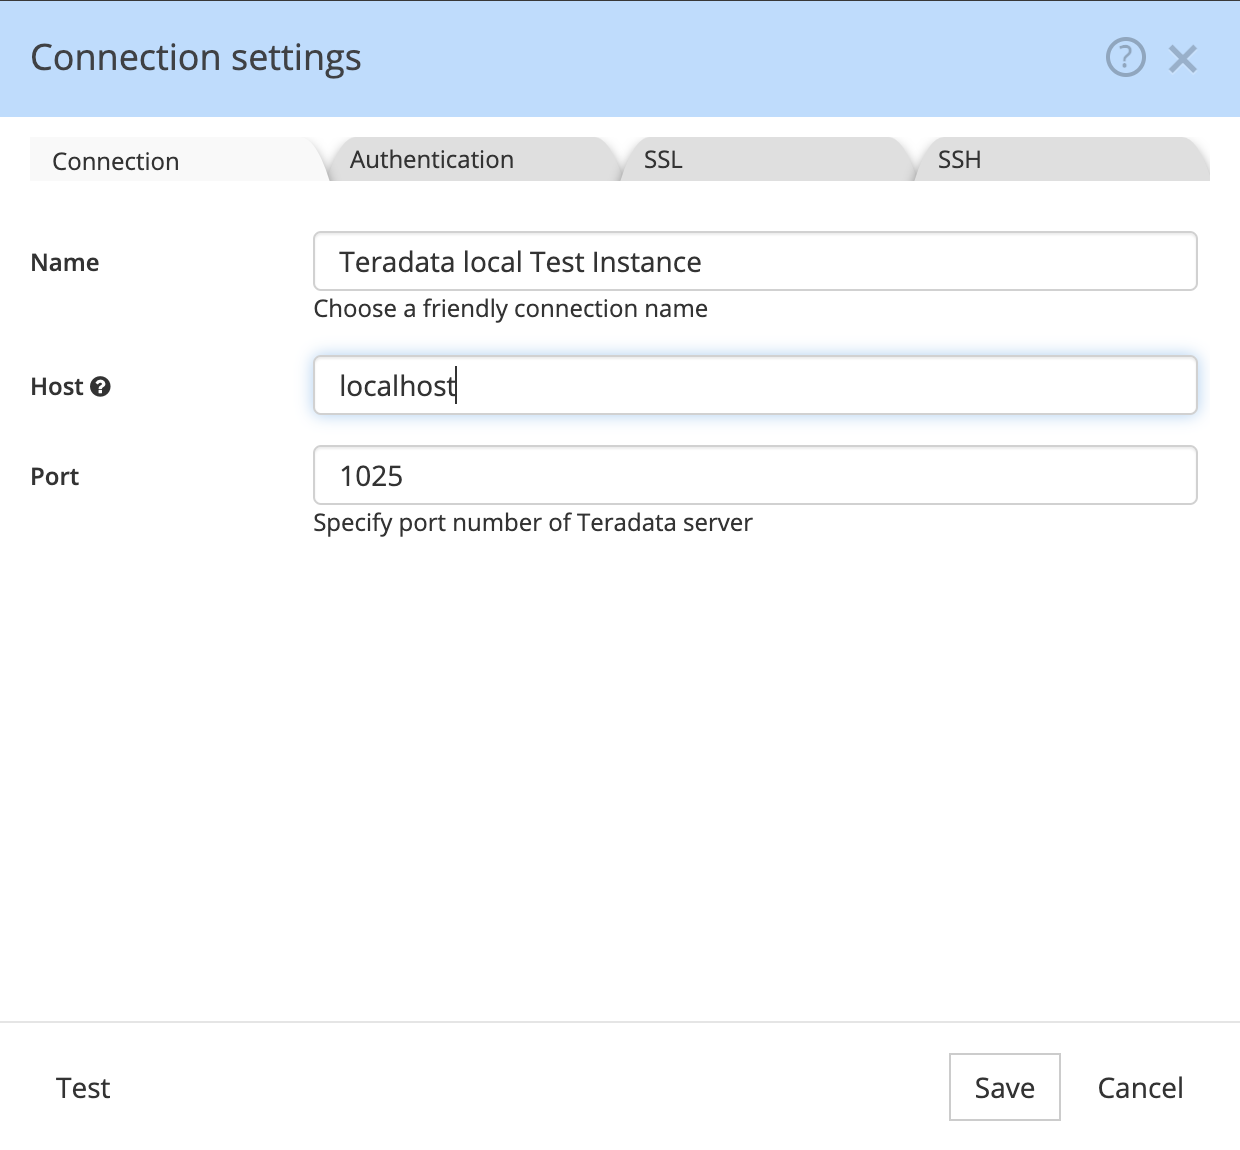 Connection settings
Connection Authentication SSL SSH
Name Teradata local Test Instance
Choose a friendly connection name
Host localhost
Port 1025
Specify port number of Teradata server
Test Save Cancel